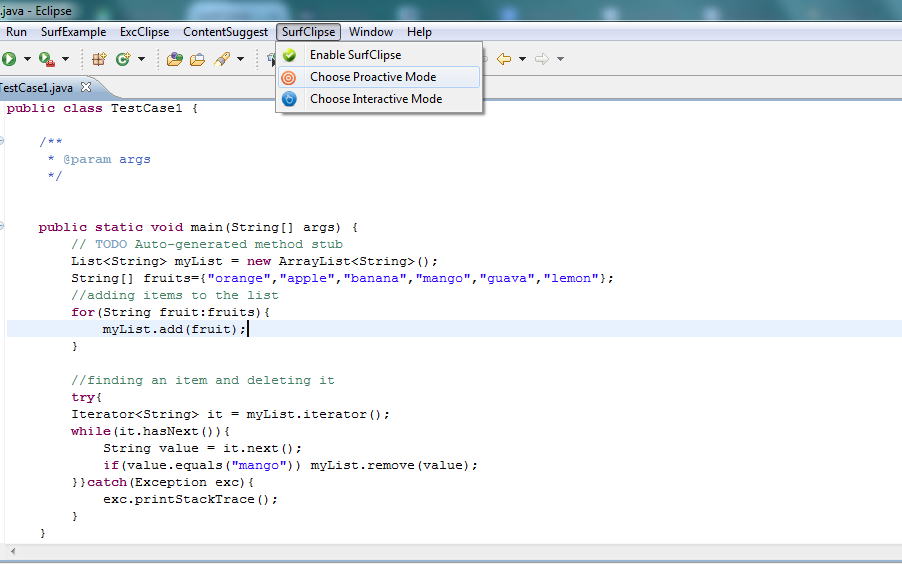 .java - Eclipse
Run SurfExample ExcClipse ContentSuggest SurfClipse Window Help
Enable SurfClipse
Choose Proactive Mode
Choose Interactive Mode
TestCase1.java
public class TestCase1 {
/**
* @param args
*/
public static void main(String[] args) {
// TODO Auto-generated method stub
List<String> myList = new ArrayList<String>();
String[] fruits={"orange","apple","banana","mango","guava","lemon"};
//adding items to the list
for(String fruit:fruits){
myList.add(fruit);
}
//finding an item and deleting it
try{
Iterator<String> it = myList.iterator();
while(it.hasNext()){
String value = it.next();
if(value.equals("mango")) myList.remove(value);
}}catch(Exception exc){
exc.printStackTrace();
}
}